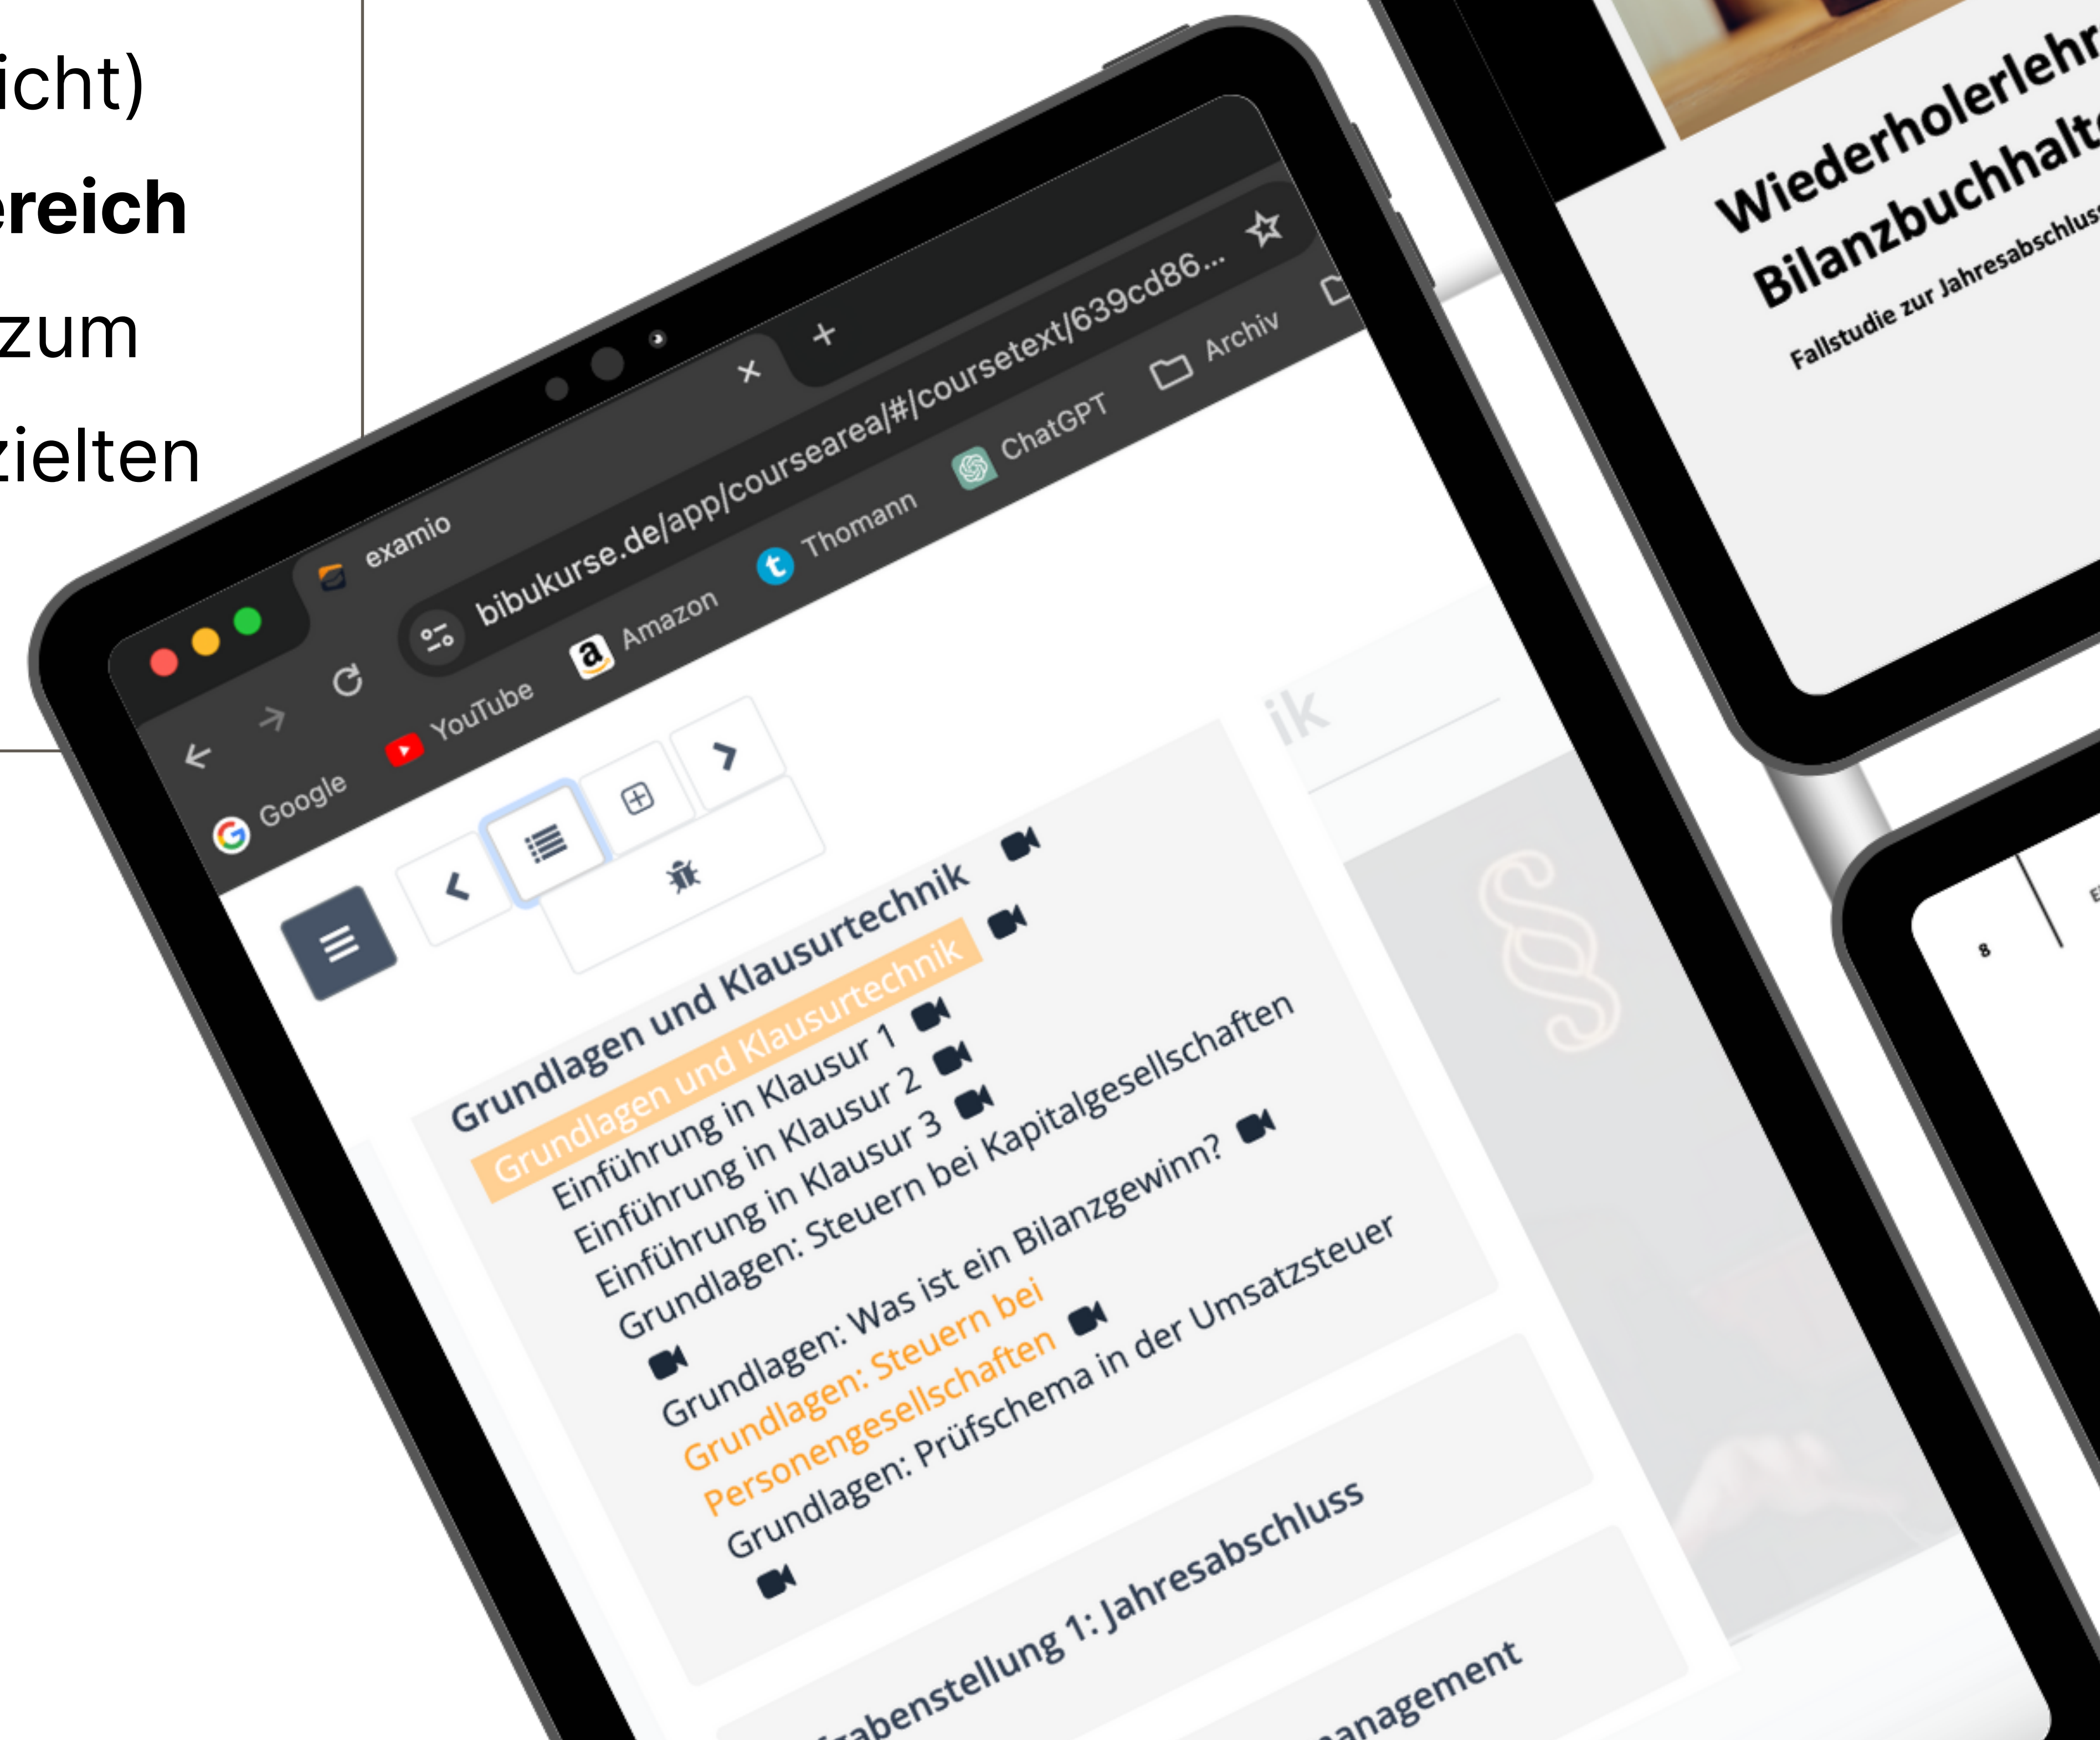 icht)
ereich
zum
zielten
examio
bibukurse.de/app/coursearea/#/coursetext/639cd86...
Google
YouTube
Amazon
Thomann
ChatGPT
Archiv
ik
Grundlagen und Klausurtechnik
Grundlagen und Klausurtechnik
Einführung in Klausur 1
Einführung in Klausur 2
Einführung in Klausur 3
Grundlagen: Steuern bei Kapitalgesellschaften
Grundlagen: Was ist ein Bilanzgewinn?
Grundlagen: Steuern bei
Personengesellschaften
Grundlagen: Prüfschema in der Umsatzsteuer
gabenstellung 1: Jahresabschluss
management
§
Wiederholerlehr
Bilanzbuchhalte
Fallstudie zur Jahresabschluss
8